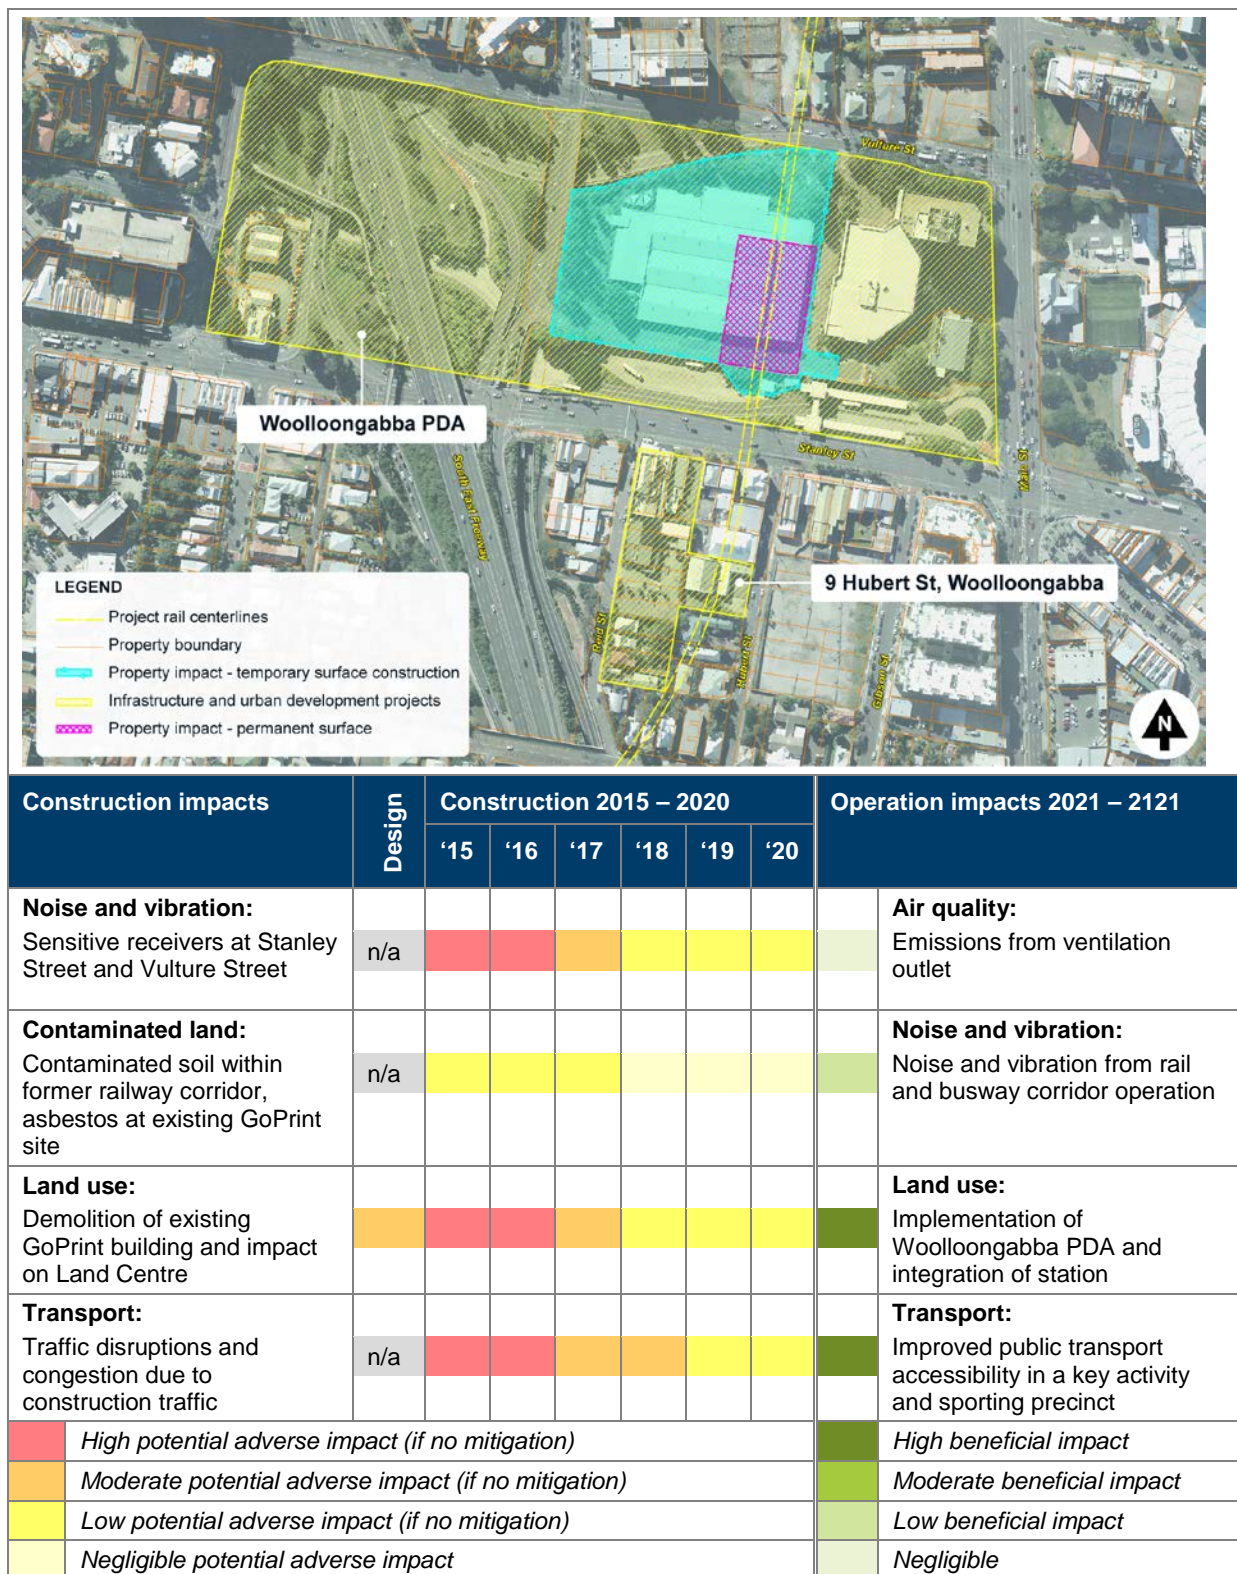 Vulture St
Woolloongabba PDA
Stanley St
Main St
South East Freeway
9 Hubert St, Woolloongabba
Reid St
Hubert St
Gibson St
LEGEND
Project rail centerlines
Property boundary
Property impact - temporary surface construction
Infrastructure and urban development projects
Property impact - permanent surface
N
Construction impacts
Design
Construction 2015 – 2020
Operation impacts 2021 – 2121
‘15 ‘16 ‘17 ‘18 ‘19 ‘20
Noise and vibration:
Sensitive receivers at Stanley
Street and Vulture Street
n/a
Air quality:
Emissions from ventilation
outlet
Contaminated land:
Contaminated soil within
former railway corridor,
asbestos at existing GoPrint
site
n/a
Noise and vibration:
Noise and vibration from rail
and busway corridor operation
Land use:
Demolition of existing
GoPrint building and impact
on Land Centre
Land use:
Implementation of
Woolloongabba PDA and
integration of station
Transport:
Traffic disruptions and
congestion due to
construction traffic
n/a
Transport:
Improved public transport
accessibility in a key activity
and sporting precinct
High potential adverse impact (if no mitigation)
High beneficial impact
Moderate potential adverse impact (if no mitigation)
Moderate beneficial impact
Low potential adverse impact (if no mitigation)
Low beneficial impact
Negligible potential adverse impact
Negligible